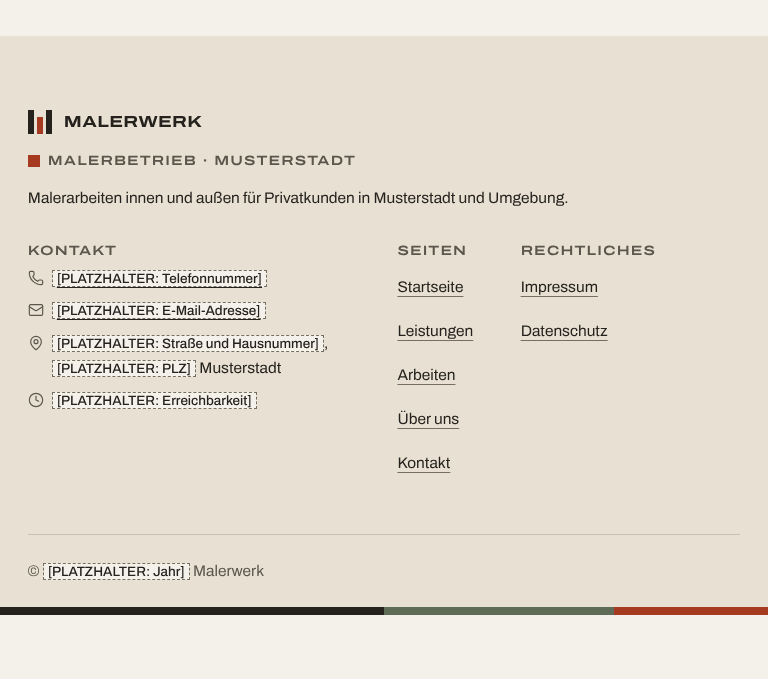 MALERWERK
MALERBETRIEB · MUSTERSTADT
Malerarbeiten innen und außen für Privatkunden in Musterstadt und Umgebung.
KONTAKT
[PLATZHALTER: Telefonnummer]
[PLATZHALTER: E-Mail-Adresse]
[PLATZHALTER: Straße und Hausnummer],
[PLATZHALTER: PLZ] Musterstadt
[PLATZHALTER: Erreichbarkeit]
SEITEN
Startseite
Leistungen
Arbeiten
Über uns
Kontakt
RECHTLICHES
Impressum
Datenschutz
© [PLATZHALTER: Jahr] Malerwerk